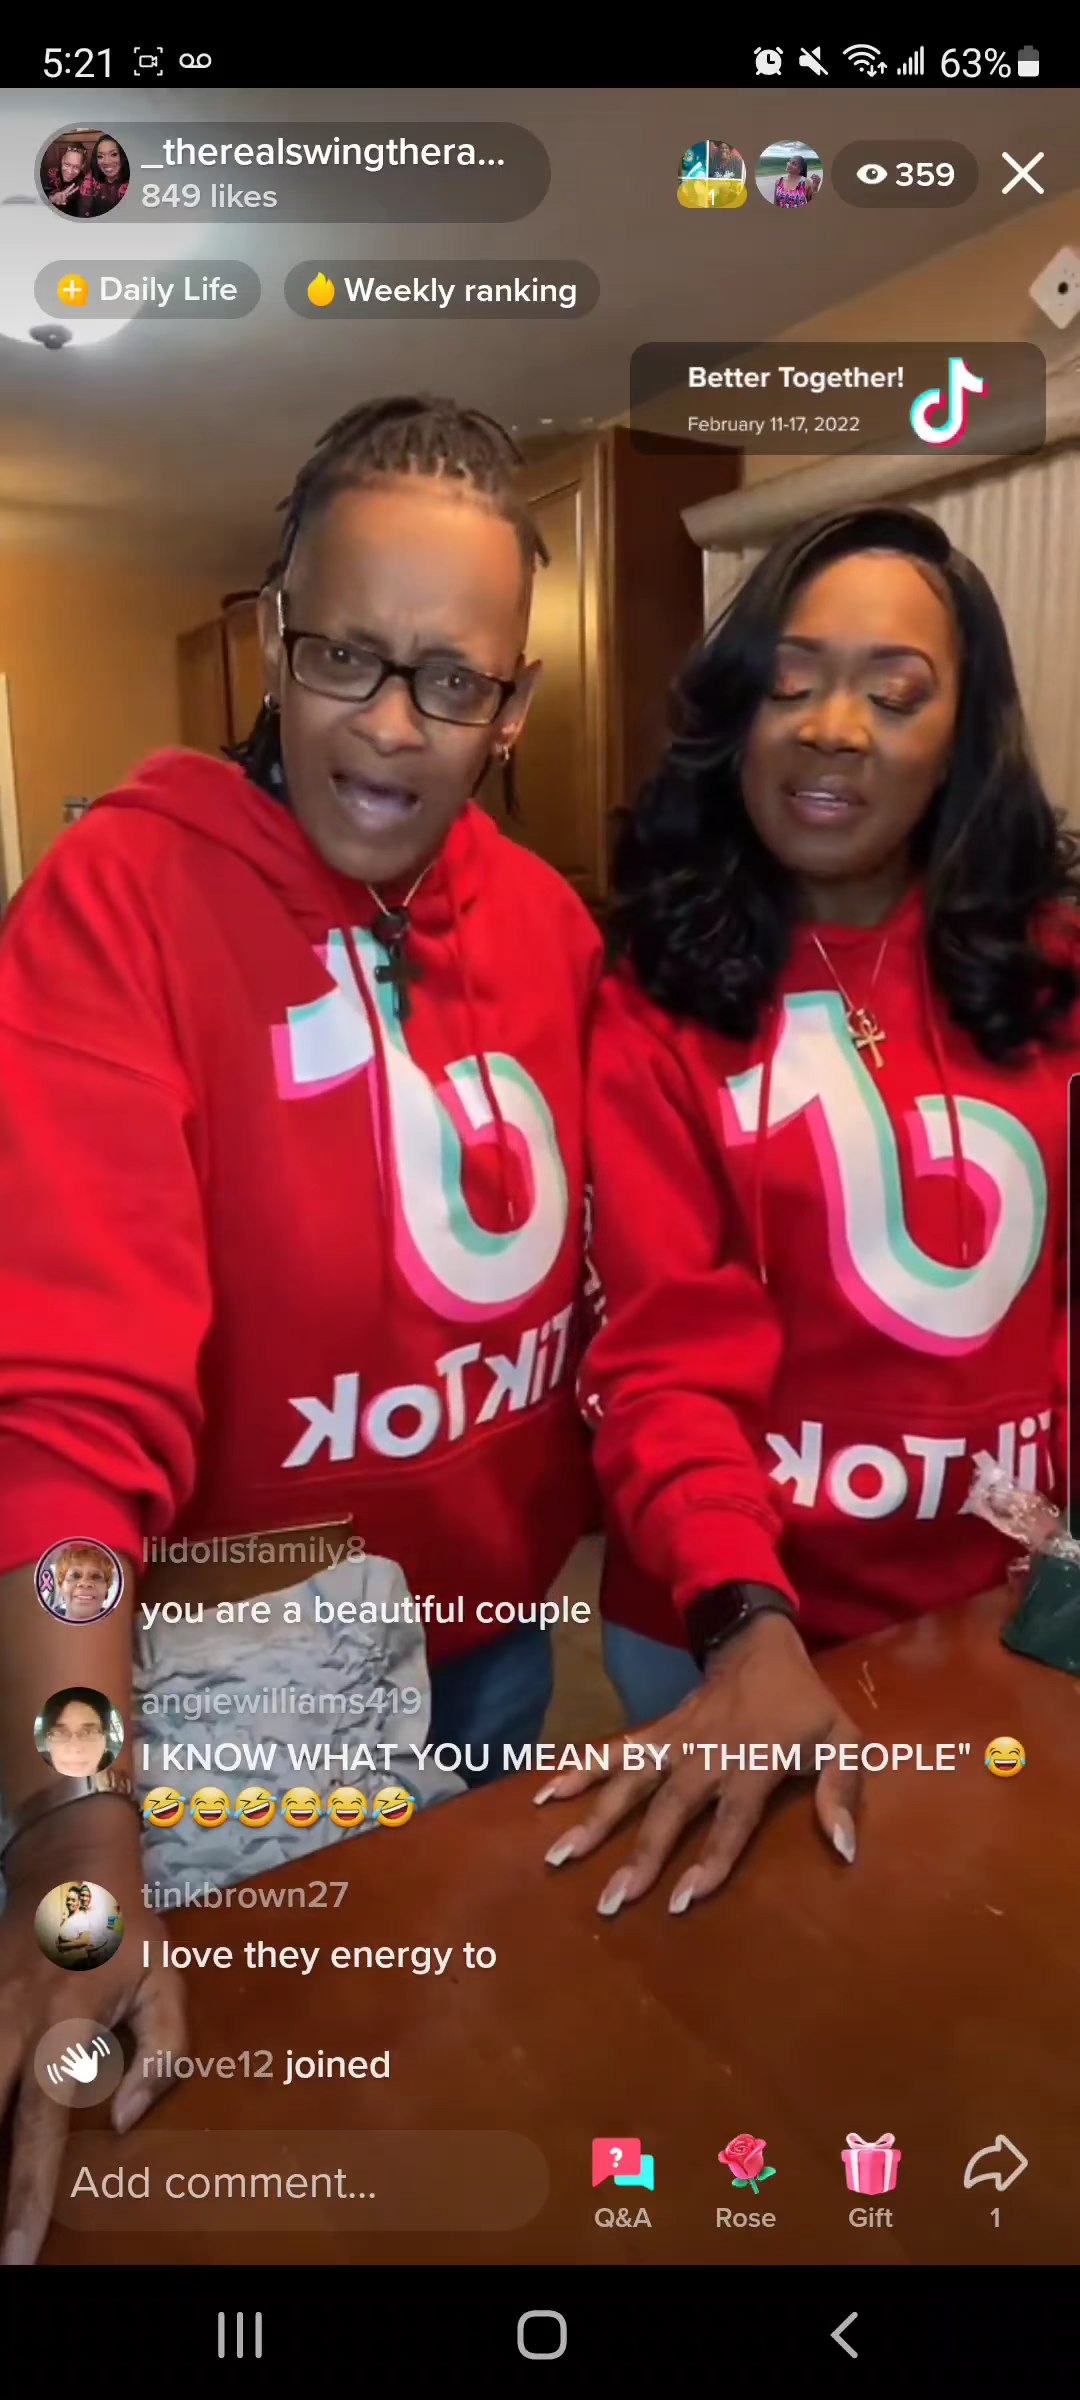 5:21
63%
_therealswingthera...
849 likes
1
359
Daily Life
Weekly ranking
Better Together!
February 11-17, 2022
TikTok
TikTok
lildollsfamily8
you are a beautiful couple
angiewilliams419
I KNOW WHAT YOU MEAN BY "THEM PEOPLE" 😂
🤣😂🤣😂😂🤣
tinkbrown27
I love they energy to
rilove12 joined
Add comment...
?
Q&A
Rose
Gift
1